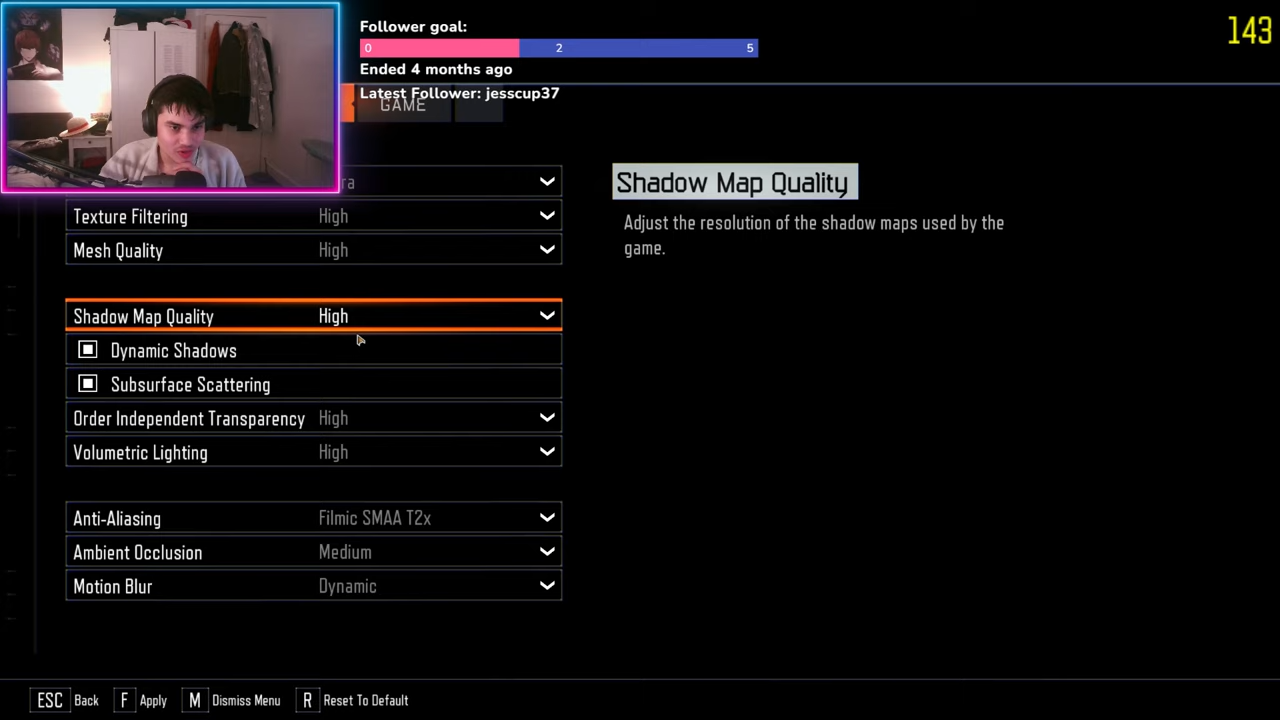 Follower goal:
0 2 5
Ended 4 months ago
Latest Follower: jesscup37
143
GAME
Texture Filtering High
Mesh Quality High
Shadow Map Quality High
Dynamic Shadows
Subsurface Scattering
Order Independent Transparency High
Volumetric Lighting High
Anti-Aliasing Filmic SMAA T2x
Ambient Occlusion Medium
Motion Blur Dynamic
Shadow Map Quality
Adjust the resolution of the shadow maps used by the
game.
ESC Back F Apply M Dismiss Menu R Reset To Default